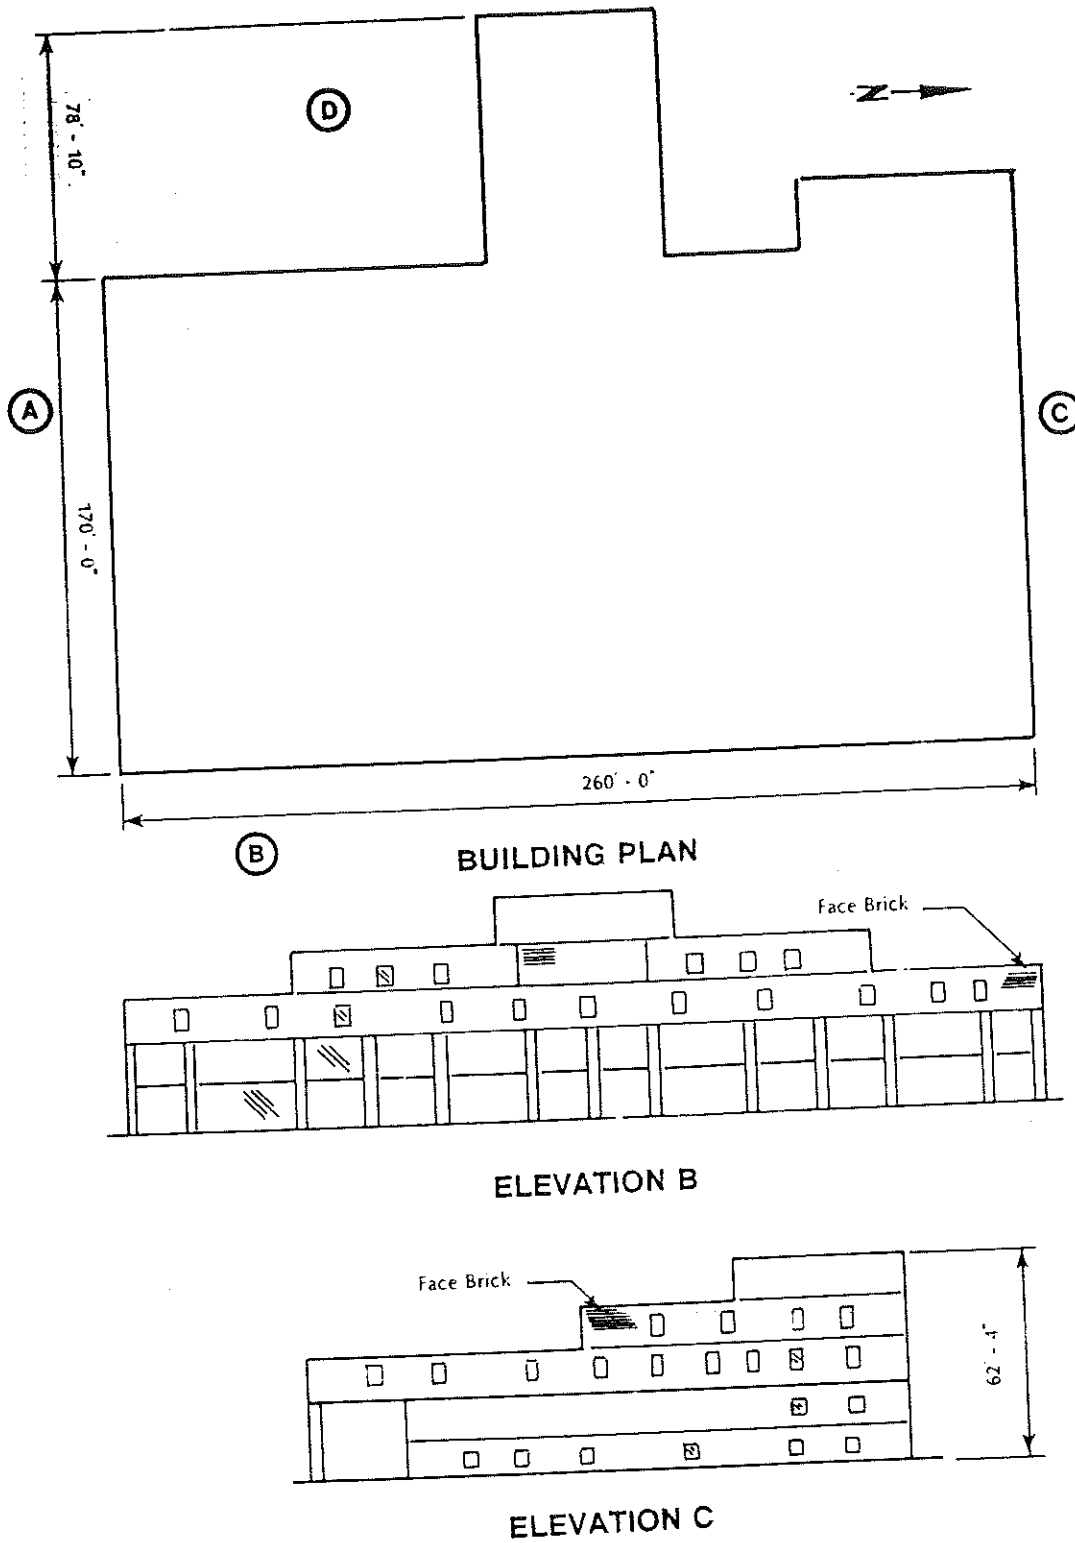 D
N
78' - 10"
A
C
170' - 0"
260' - 0"
B
BUILDING PLAN
Face Brick
ELEVATION B
Face Brick
62' - 4"
ELEVATION C